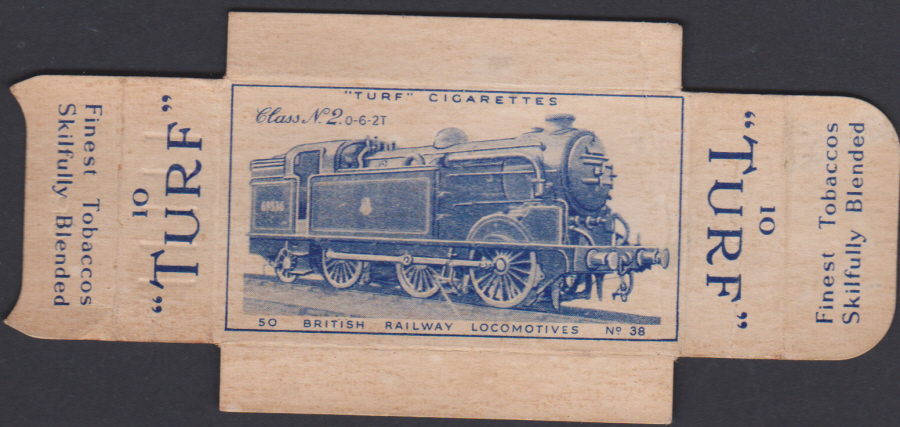 Finest Tobaccos
Skilfully Blended
10
"TURF"
"TURF" CIGARETTES
Class N.2. 0-6-2T
69536
50 BRITISH RAILWAY LOCOMOTIVES Nº 38
"TURF"
10
Finest Tobaccos
Skilfully Blended